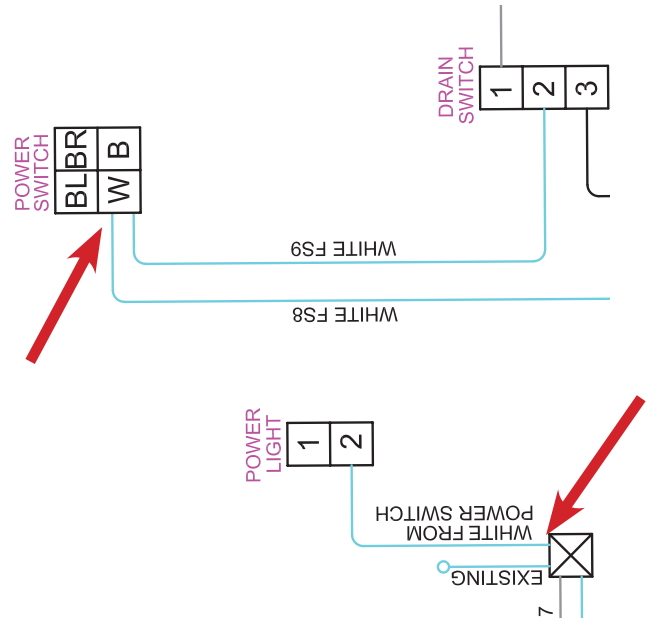 DRAIN
SWITCH
1
2
3
POWER
SWITCH
BL
BR
W
B
WHITE FS9
WHITE FS8
POWER
LIGHT
1
2
WHITE FROM
POWER SWITCH
EXISTING
7